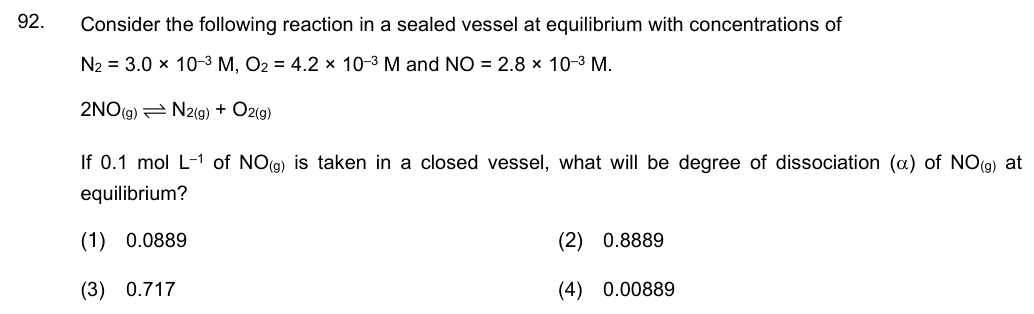 92. Consider the following reaction in a sealed vessel at equilibrium with concentrations of
N₂ = 3.0 × 10⁻³ M, O₂ = 4.2 × 10⁻³ M and NO = 2.8 × 10⁻³ M.
2NO(g) ⇌ N₂(g) + O₂(g)
If 0.1 mol L⁻¹ of NO(g) is taken in a closed vessel, what will be degree of dissociation (α) of NO(g) at
equilibrium?
(1) 0.0889 (2) 0.8889
(3) 0.717 (4) 0.00889